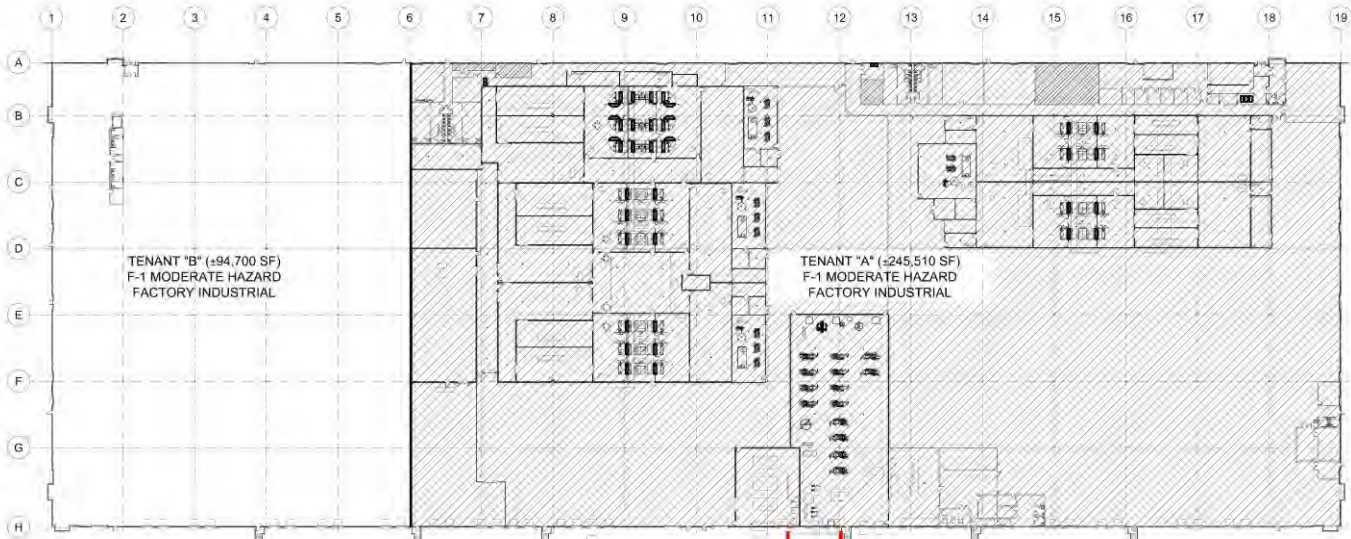 1 2 3 4 5 6 7 8 9 10 11 12 13 14 15 16 17 18 19
A
B
C
D
TENANT "B" (±94,700 SF)
F-1 MODERATE HAZARD
FACTORY INDUSTRIAL
TENANT "A" (±245,510 SF)
F-1 MODERATE HAZARD
FACTORY INDUSTRIAL
E
F
G
H